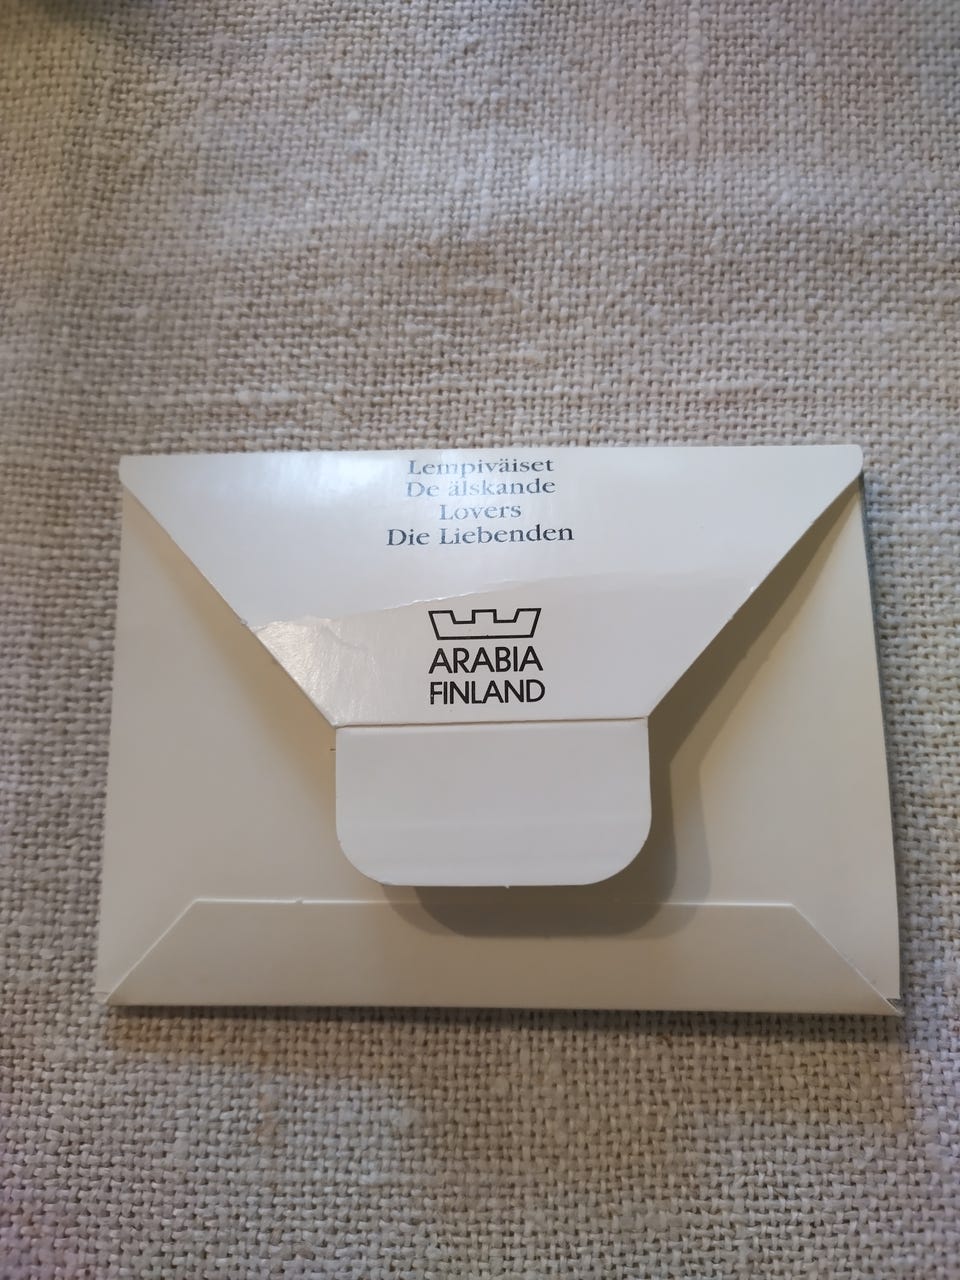 Lempiväiset
De älskande
Lovers
Die Liebenden
ARABIA
FINLAND